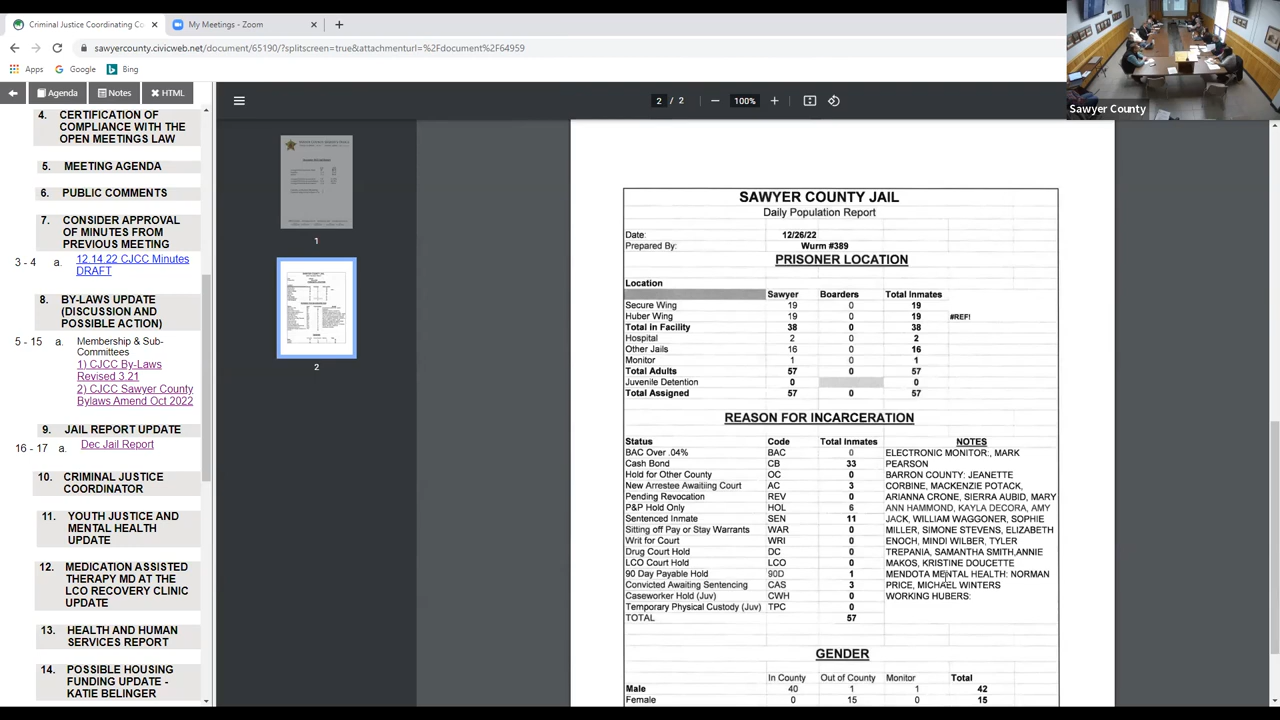 Criminal Justice Coordinating Co
My Meetings - Zoom
sawyercounty.civicweb.net/document/65190/?splitscreen=true&attachmenturl=%2Fdocument%2F64959
Apps Google Bing
Sawyer County
Agenda Notes HTML
2 / 2 100%
4. CERTIFICATION OF
COMPLIANCE WITH THE
OPEN MEETINGS LAW
5. MEETING AGENDA
6. PUBLIC COMMENTS
7. CONSIDER APPROVAL
OF MINUTES FROM
PREVIOUS MEETING
3 - 4 a. 12.14.22 CJCC Minutes
DRAFT
8. BY-LAWS UPDATE
(DISCUSSION AND
POSSIBLE ACTION)
5 - 15 a. Membership & Sub-
Committees
1) CJCC By-Laws
Revised 3.21
2) CJCC Sawyer County
Bylaws Amend Oct 2022
9. JAIL REPORT UPDATE
16 - 17 a. Dec Jail Report
10. CRIMINAL JUSTICE
COORDINATOR
11. YOUTH JUSTICE AND
MENTAL HEALTH
UPDATE
12. MEDICATION ASSISTED
THERAPY MD AT THE
LCO RECOVERY CLINIC
UPDATE
13. HEALTH AND HUMAN
SERVICES REPORT
14. POSSIBLE HOUSING
FUNDING UPDATE -
KATIE BELINGER
1
2
SAWYER COUNTY JAIL
Daily Population Report
Date: 12/26/22
Prepared By: Wurm #389
PRISONER LOCATION
Location
Sawyer Boarders Total Inmates
Secure Wing 19 0 19
Huber Wing 19 0 19 #REF!
Total in Facility 38 0 38
Hospital 2 0 2
Other Jails 16 0 16
Monitor 1 0 1
Total Adults 57 0 57
Juvenile Detention 0 0
Total Assigned 57 0 57
REASON FOR INCARCERATION
Status Code Total Inmates NOTES
BAC Over .04% BAC 0 ELECTRONIC MONITOR:, MARK
Cash Bond CB 33 PEARSON
Hold for Other County OC 0 BARRON COUNTY: JEANETTE
New Arrestee Awaitiing Court AC 3 CORBINE, MACKENZIE POTACK,
Pending Revocation REV 0 ARIANNA CRONE, SIERRA AUBID, MARY
P&P Hold Only HOL 6 ANN HAMMOND, KAYLA DECORA, AMY
Sentenced Inmate SEN 11 JACK, WILLIAM WAGGONER, SOPHIE
Sitting off Pay or Stay Warrants WAR 0 MILLER, SIMONE STEVENS, ELIZABETH
Writ for Court WRI 0 ENOCH, MINDI WILBER, TYLER
Drug Court Hold DC 0 TREPANIA, SAMANTHA SMITH,ANNIE
LCO Court Hold LCO 0 MAKOS, KRISTINE DOUCETTE
90 Day Payable Hold 90D 1 MENDOTA MENTAL HEALTH: NORMAN
Convicted Awaiting Sentencing CAS 3 PRICE, MICHAEL WINTERS
Caseworker Hold (Juv) CWH 0 WORKING HUBERS:
Temporary Physical Custody (Juv) TPC 0
TOTAL 57
GENDER
In County Out of County Monitor Total
Male 40 1 1 42
Female 0 15 0 15